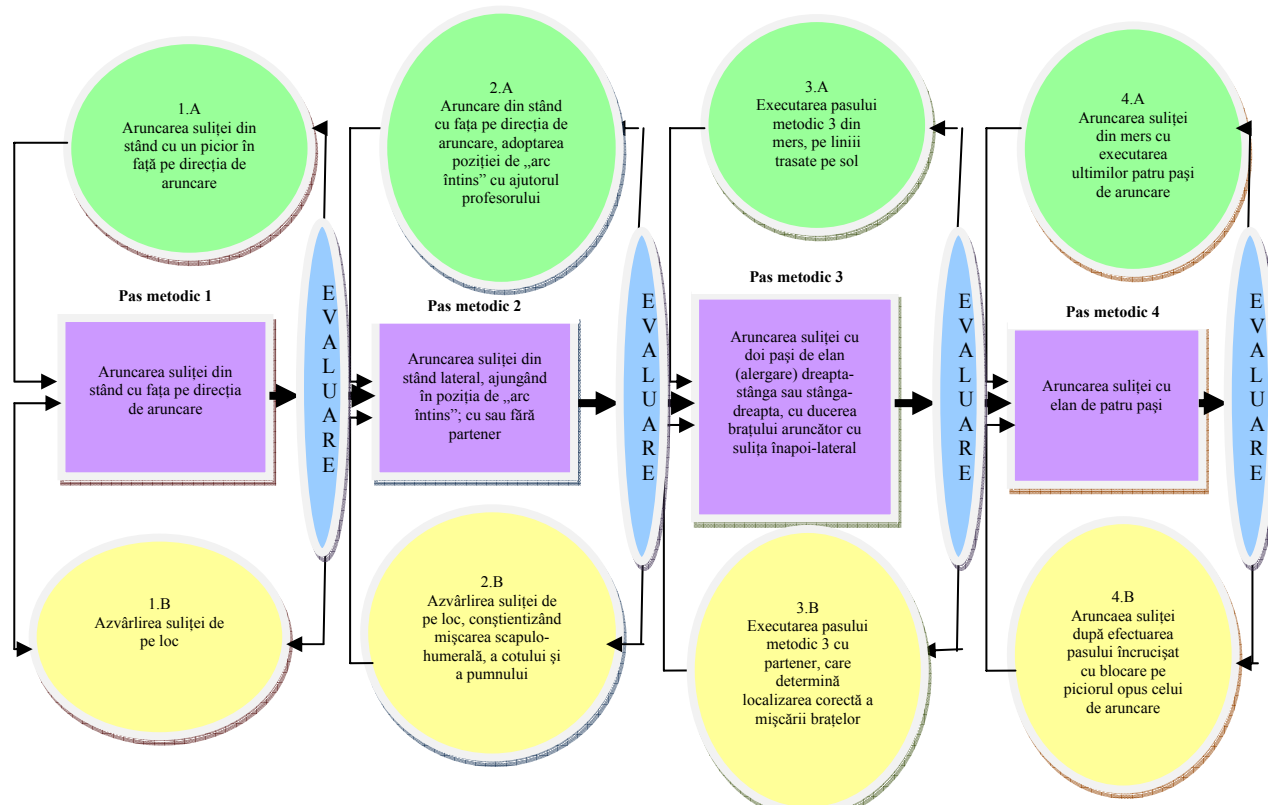 1.A
Aruncarea suliței din
stând cu un picior în
față pe direcția de
aruncare
Pas metodic 1
Aruncarea suliței din
stând cu fața pe direcția
de aruncare
1.B
Azvârlirea suliței de
pe loc
E
V
A
L
U
A
R
E
2.A
Aruncare din stând
cu fața pe direcția de
aruncare, adoptarea
poziției de „arc
întins” cu ajutorul
profesorului
Pas metodic 2
Aruncarea suliței din
stând lateral, ajungând
în poziția de „arc
întins”; cu sau fără
partener
2.B
Azvârlirea suliței de
pe loc, conștientizând
mișcarea scapulo-
humerală, a cotului și
a pumnului
E
V
A
L
U
A
R
E
3.A
Executarea pasului
metodic 3 din
mers, pe liniii
trasate pe sol
Pas metodic 3
Aruncarea suliței cu
doi pași de elan
(alergare) dreapta-
stânga sau stânga-
dreapta, cu ducerea
brațului aruncător cu
sulița înapoi-lateral
3.B
Executarea pasului
metodic 3 cu
partener, care
determină
localizarea corectă a
mișcării brațelor
E
V
A
L
U
A
R
E
4.A
Aruncarea suliței
din mers cu
executarea
ultimilor patru pași
de aruncare
Pas metodic 4
Aruncarea suliței cu
elan de patru pași
4.B
Aruncaea suliței
după efectuarea
pasului încrucișat
cu blocare pe
piciorul opus celui
de aruncare
E
V
A
L
U
A
R
E